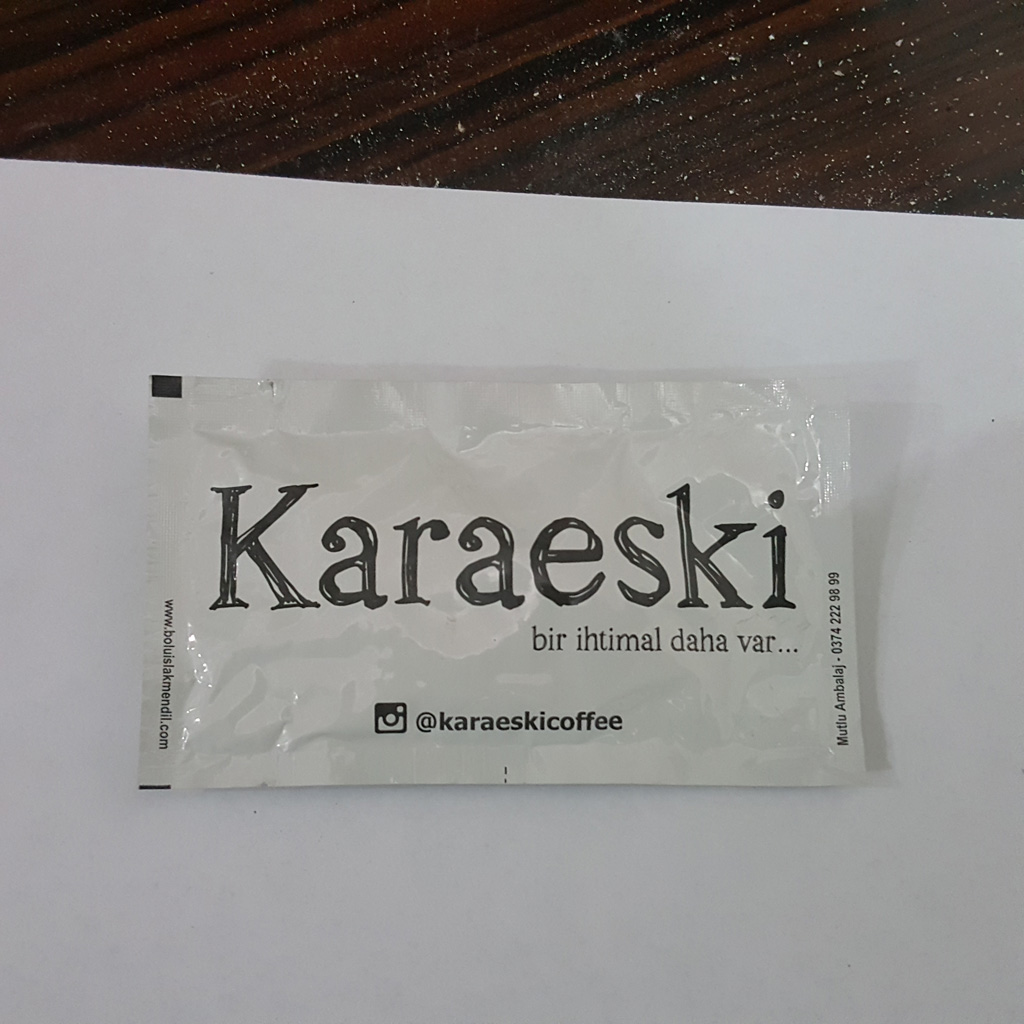 Karaeski
bir ihtimal daha var...
@karaeskicoffee
www.boluislakmendil.com
Mutlu Ambalaj - 0374 222 98 99